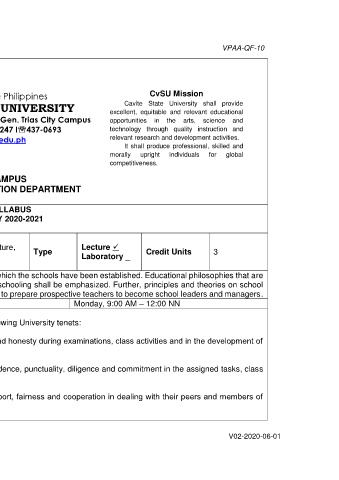 VPAA-QF-10
Philippines
UNIVERSITY
Gen. Trias City Campus
247 I☏437-0693
edu.ph
CvSU Mission
Cavite State University shall provide
excellent, equitable and relevant educational
opportunities in the arts, science and
technology through quality instruction and
relevant research and development activities.
It shall produce professional, skilled and
morally upright individuals for global
competitiveness.
AMPUS
TION DEPARTMENT
LLABUS
Y 2020-2021
ture,
Type
Lecture ✓
Laboratory _
Credit Units
3
which the schools have been established. Educational philosophies that are
schooling shall be emphasized. Further, principles and theories on school
to prepare prospective teachers to become school leaders and managers.
Monday, 9:00 AM – 12:00 NN
wing University tenets:
nd honesty during examinations, class activities and in the development of
dence, punctuality, diligence and commitment in the assigned tasks, class
port, fairness and cooperation in dealing with their peers and members of
V02-2020-06-01